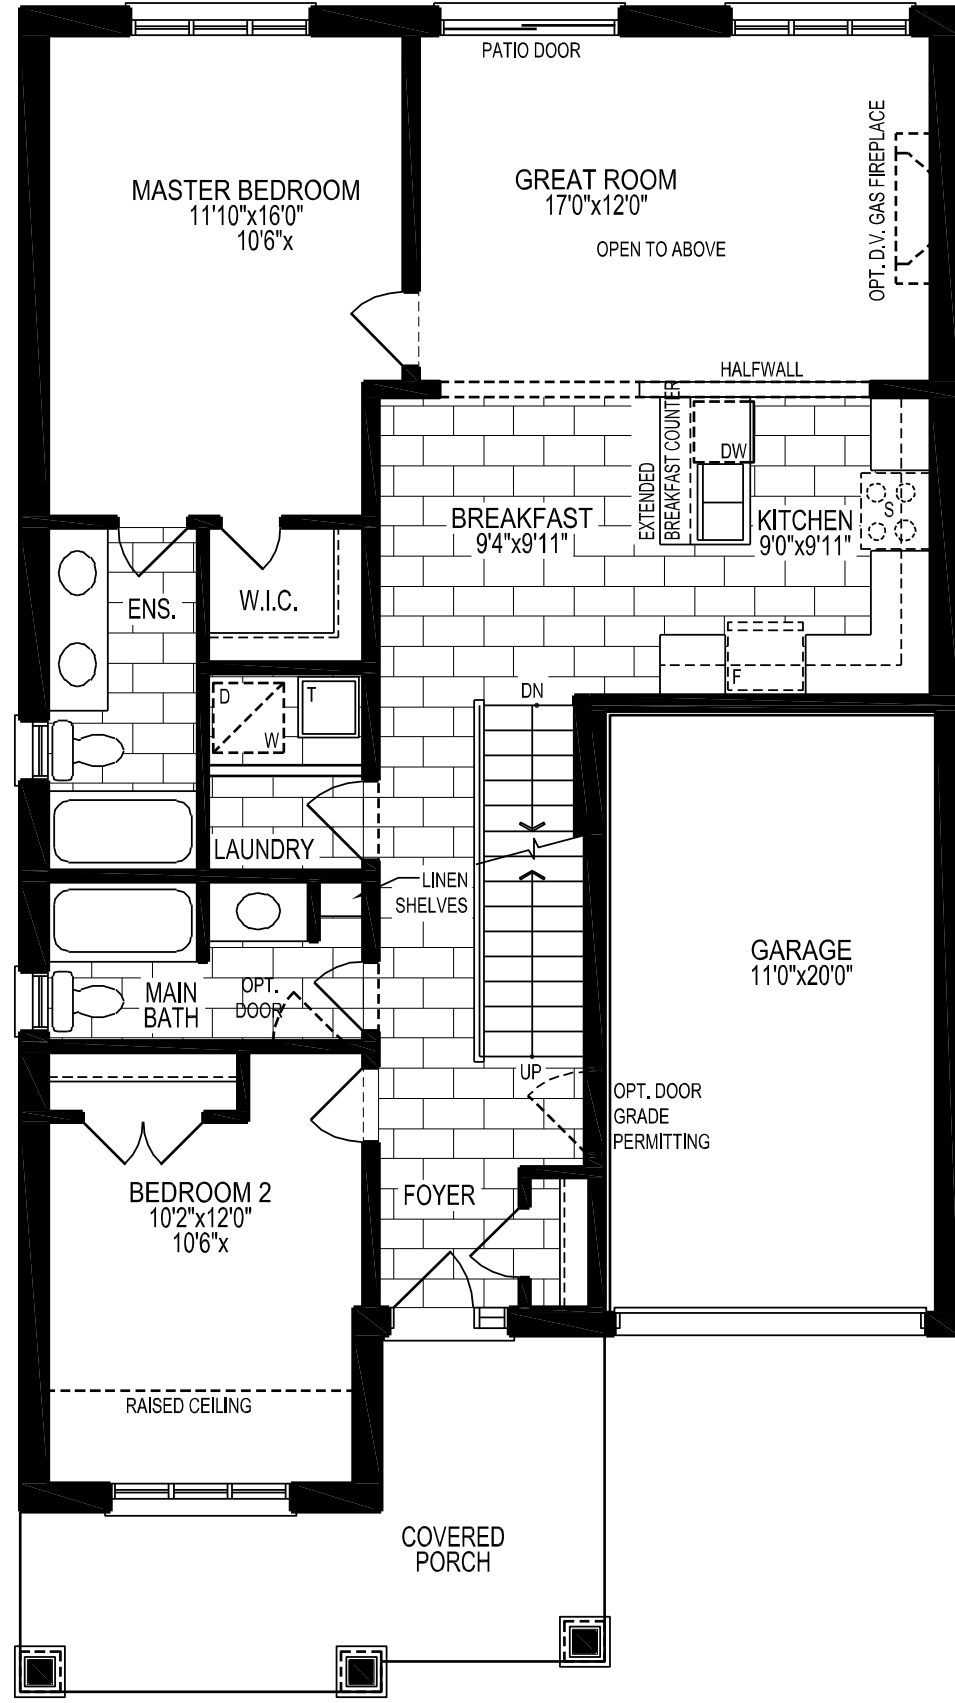 PATIO DOOR
MASTER BEDROOM
11'10"x16'0"
10'6"x
GREAT ROOM
17'0"x12'0"
OPEN TO ABOVE
OPT. D.V. GAS FIREPLACE
HALFWALL
EXTENDED
BREAKFAST COUNTER
DW
BREAKFAST
9'4"x9'11"
KITCHEN
9'0"x9'11"
S
F
ENS.
W.I.C.
D
W
T
DN
LAUNDRY
LINEN
SHELVES
MAIN
BATH
OPT.
DOOR
GARAGE
11'0"x20'0"
UP
OPT. DOOR
GRADE
PERMITTING
BEDROOM 2
10'2"x12'0"
10'6"x
FOYER
RAISED CEILING
COVERED
PORCH